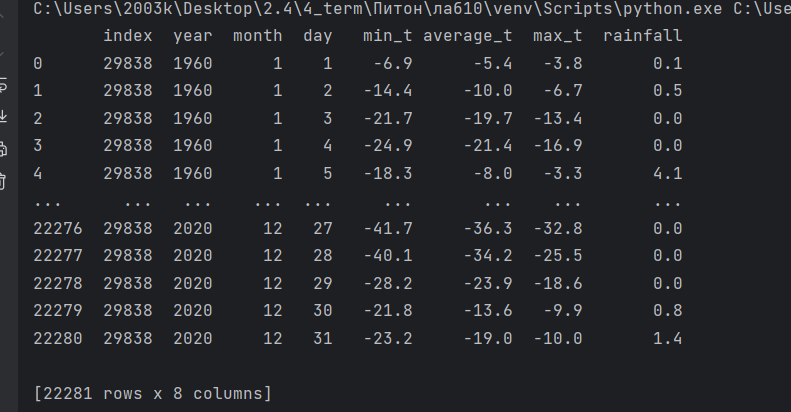 C:\Users\2003k\Desktop\2.4\4_term\Питон\ла610\venv\Scripts\python.exe C:\Use
index year month day min_t average_t max_t rainfall
0 29838 1960 1 1 -6.9 -5.4 -3.8 0.1
1 29838 1960 1 2 -14.4 -10.0 -6.7 0.5
2 29838 1960 1 3 -21.7 -19.7 -13.4 0.0
3 29838 1960 1 4 -24.9 -21.4 -16.9 0.0
4 29838 1960 1 5 -18.3 -8.0 -3.3 4.1
... ... ... ... ... ... ... ... ...
22276 29838 2020 12 27 -41.7 -36.3 -32.8 0.0
22277 29838 2020 12 28 -40.1 -34.2 -25.5 0.0
22278 29838 2020 12 29 -28.2 -23.9 -18.6 0.0
22279 29838 2020 12 30 -21.8 -13.6 -9.9 0.8
22280 29838 2020 12 31 -23.2 -19.0 -10.0 1.4
[22281 rows x 8 columns]